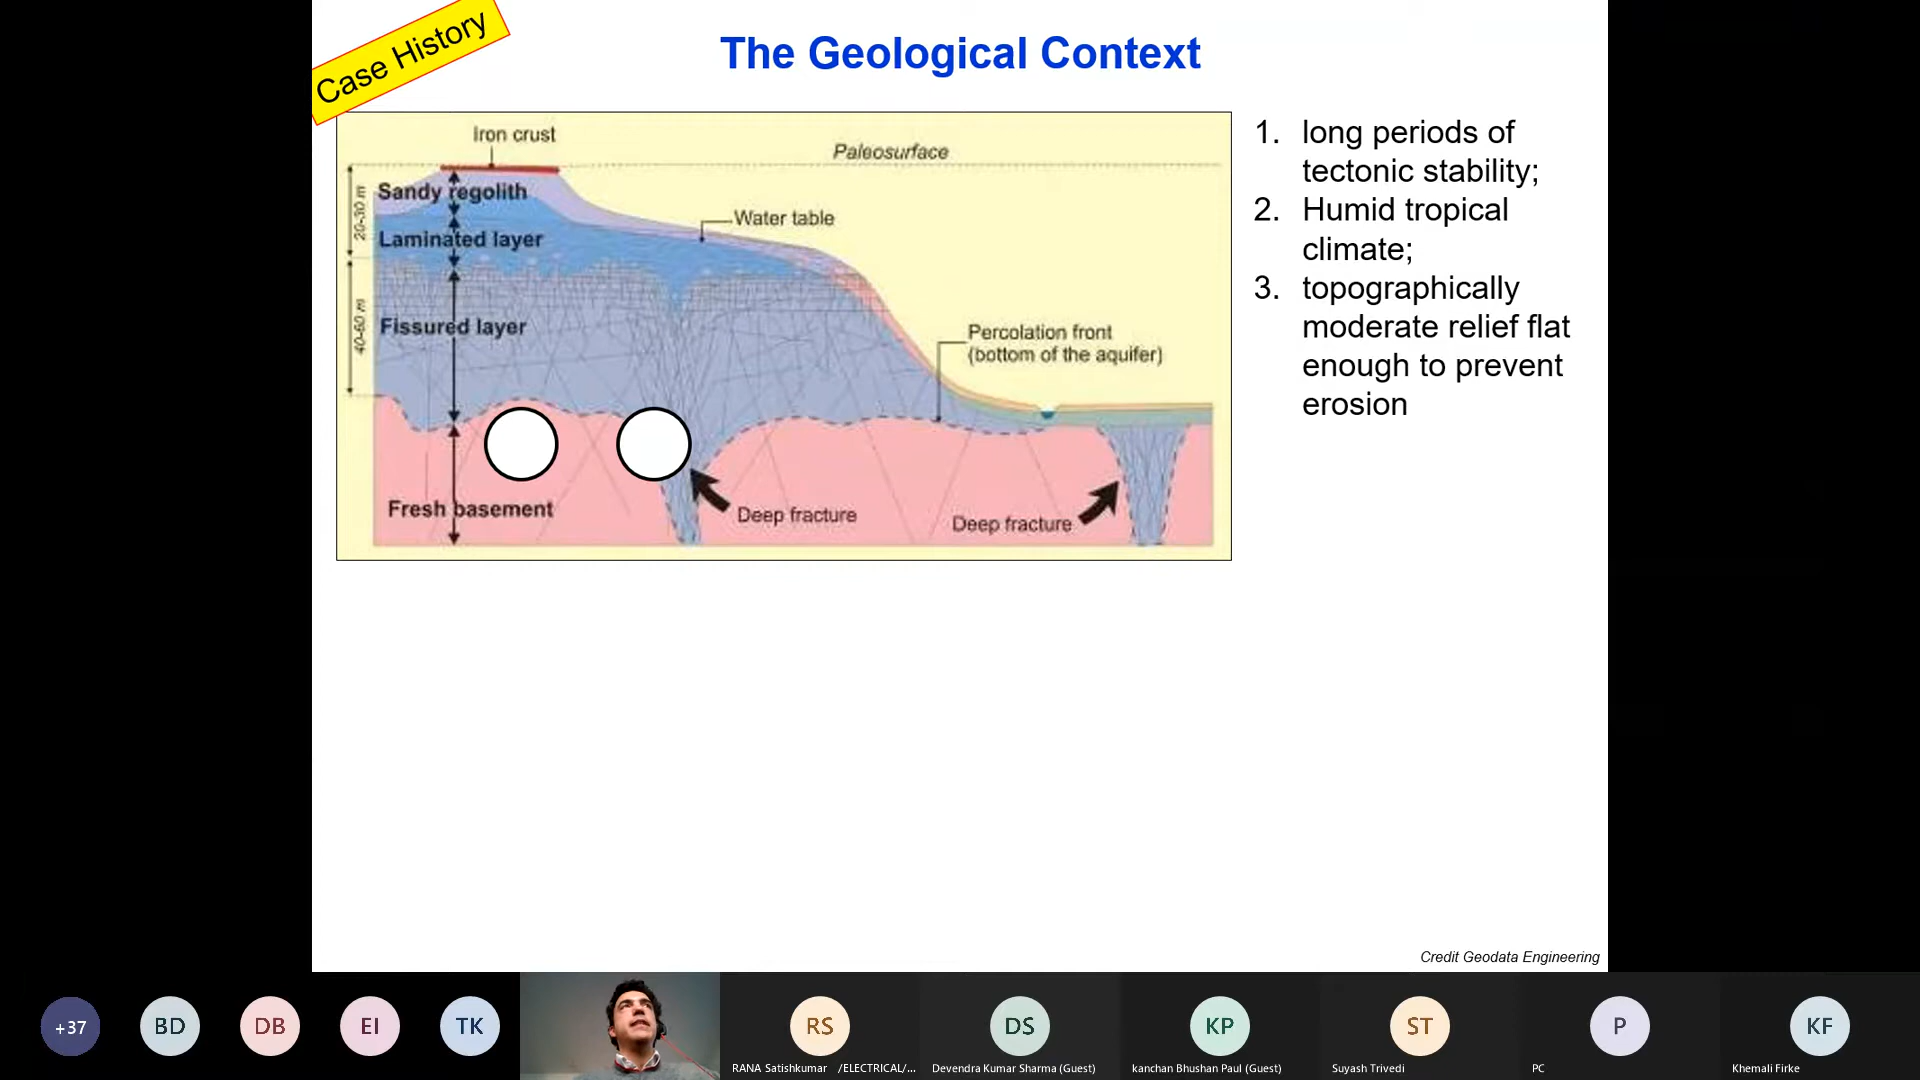 Case History
The Geological Context
Iron crust
Paleosurface
Sandy regolith
20-30 m
Water table
Laminated layer
Fissured layer
40-60 m
Percolation front
(bottom of the aquifer)
Deep fracture
Deep fracture
Fresh basement
1. long periods of
tectonic stability;
2. Humid tropical
climate;
3. topographically
moderate relief flat
enough to prevent
erosion
Credit Geodata Engineering
+37
BD
DB
EI
TK
RS
DS
KP
ST
P
KF
RANA Satishkumar /ELECTRICAL/...
Devendra Kumar Sharma (Guest)
kanchan Bhushan Paul (Guest)
Suyash Trivedi
PC
Khemali Firke